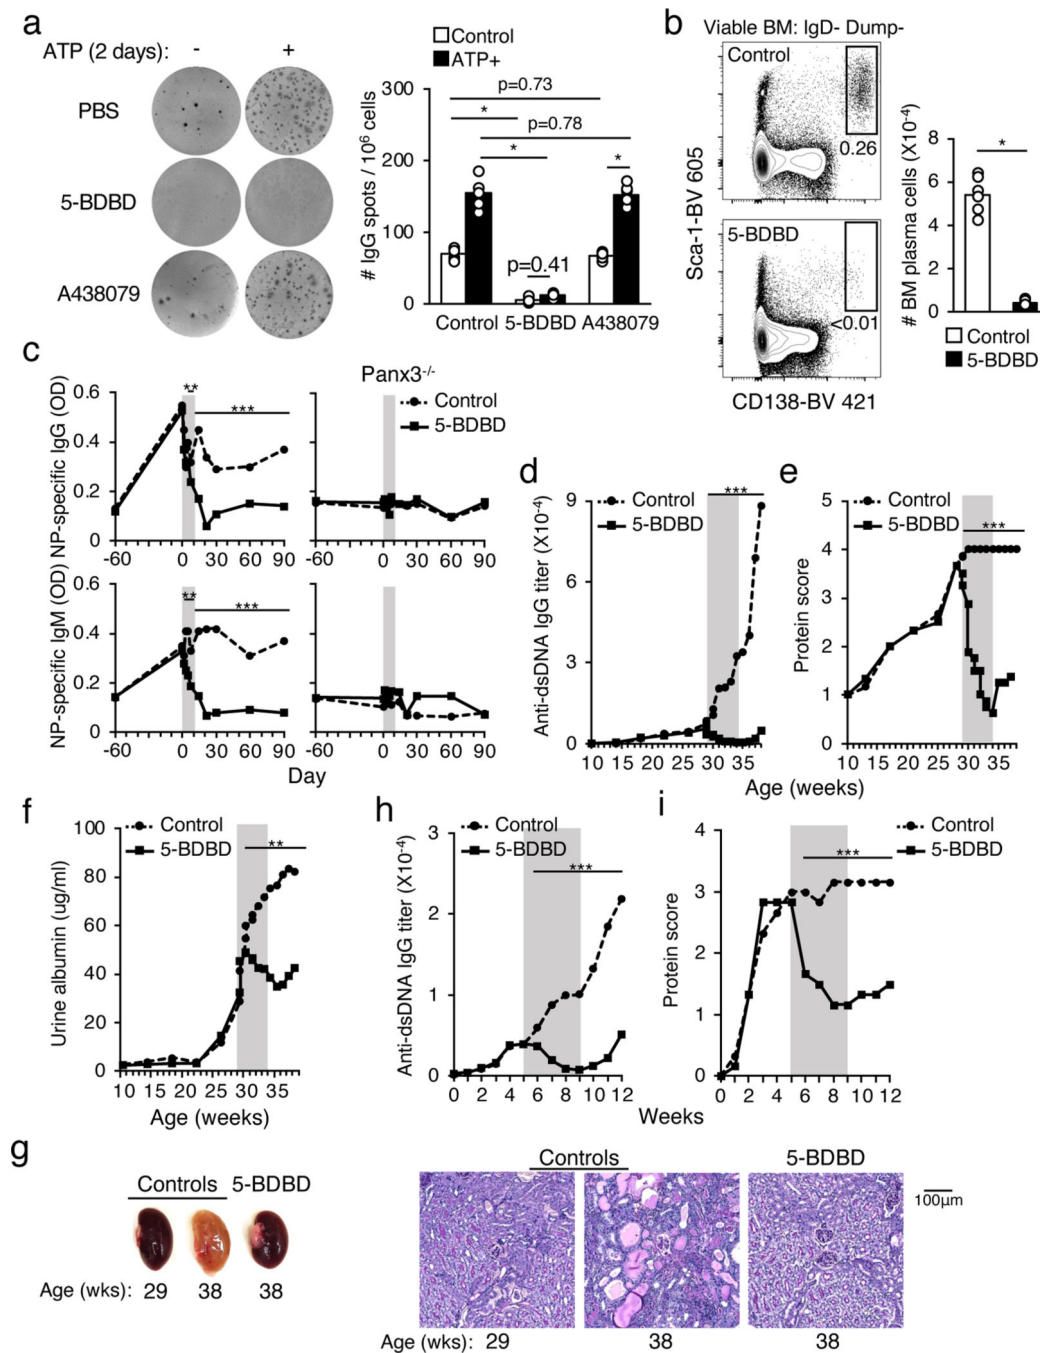 a
ATP (2 days): - +
PBS
5-BDBD
A438079
Control
ATP+
# IgG spots / 10⁶ cells
300
200
100
0
p=0.73
*
p=0.78
*
*
p=0.41
Control 5-BDBD A438079
b
Viable BM: IgD- Dump-
Control
0.26
5-BDBD
<0.01
Sca-1-BV 605
CD138-BV 421
# BM plasma cells (X10⁻⁴)
8
6
4
2
0
*
Control
5-BDBD
c
Panx3⁻/⁻
Control
5-BDBD
NP-specific IgG (OD)
0.6
0.4
0.2
0
** ***
-60 0 30 60 90
-60 0 30 60 90
NP-specific IgM (OD)
0.6
0.4
0.2
0
** ***
-60 0 30 60 90
-60 0 30 60 90
Day
d
Control
5-BDBD
***
Anti-dsDNA IgG titer (X10⁻⁴)
9
6
3
0
10 15 20 25 30 35
e
Control
5-BDBD
***
Protein score
5
4
3
2
1
0
10 15 20 25 30 35
Age (weeks)
f
Control
5-BDBD
**
Urine albumin (ug/ml)
100
80
60
40
20
0
10 15 20 25 30 35
Age (weeks)
h
Control
5-BDBD
***
Anti-dsDNA IgG titer (X10⁻⁴)
3
2
1
0
0 2 4 6 8 10 12
i
Control
5-BDBD
***
Protein score
4
3
2
1
0
0 2 4 6 8 10 12
Weeks
g
Controls 5-BDBD
Age (wks): 29 38 38
Controls 5-BDBD
100μm
Age (wks): 29 38 38